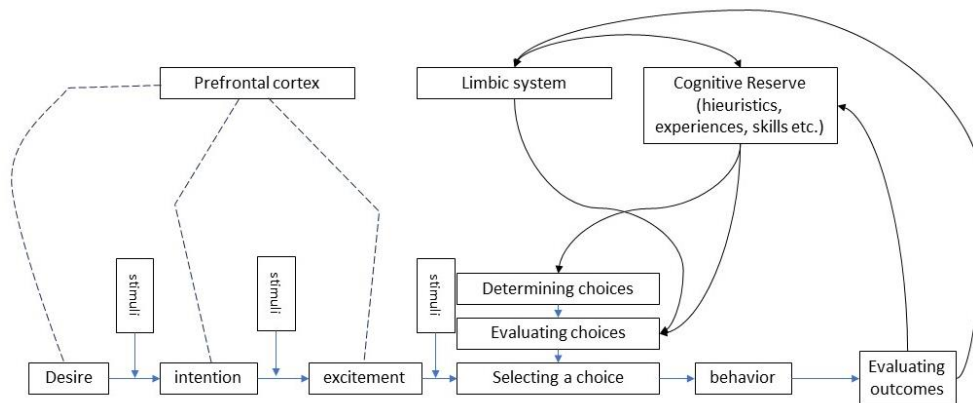 Prefrontal cortex
Limbic system
Cognitive Reserve
(hieuristics,
experiences, skills etc.)
stimuli
stimuli
stimuli
Determining choices
Evaluating choices
Desire
intention
excitement
Selecting a choice
behavior
Evaluating
outcomes